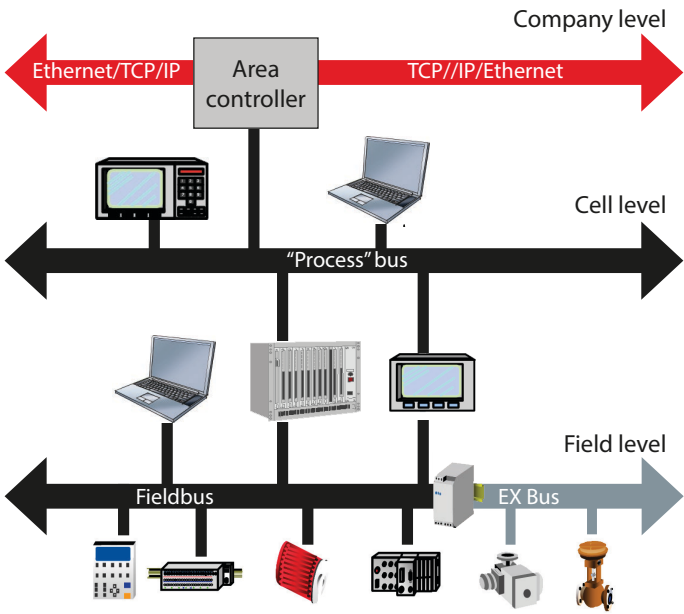 Company level
Ethernet/TCP/IP
Area
controller
TCP//IP/Ethernet
Cell level
"Process" bus
Field level
Fieldbus
EX Bus